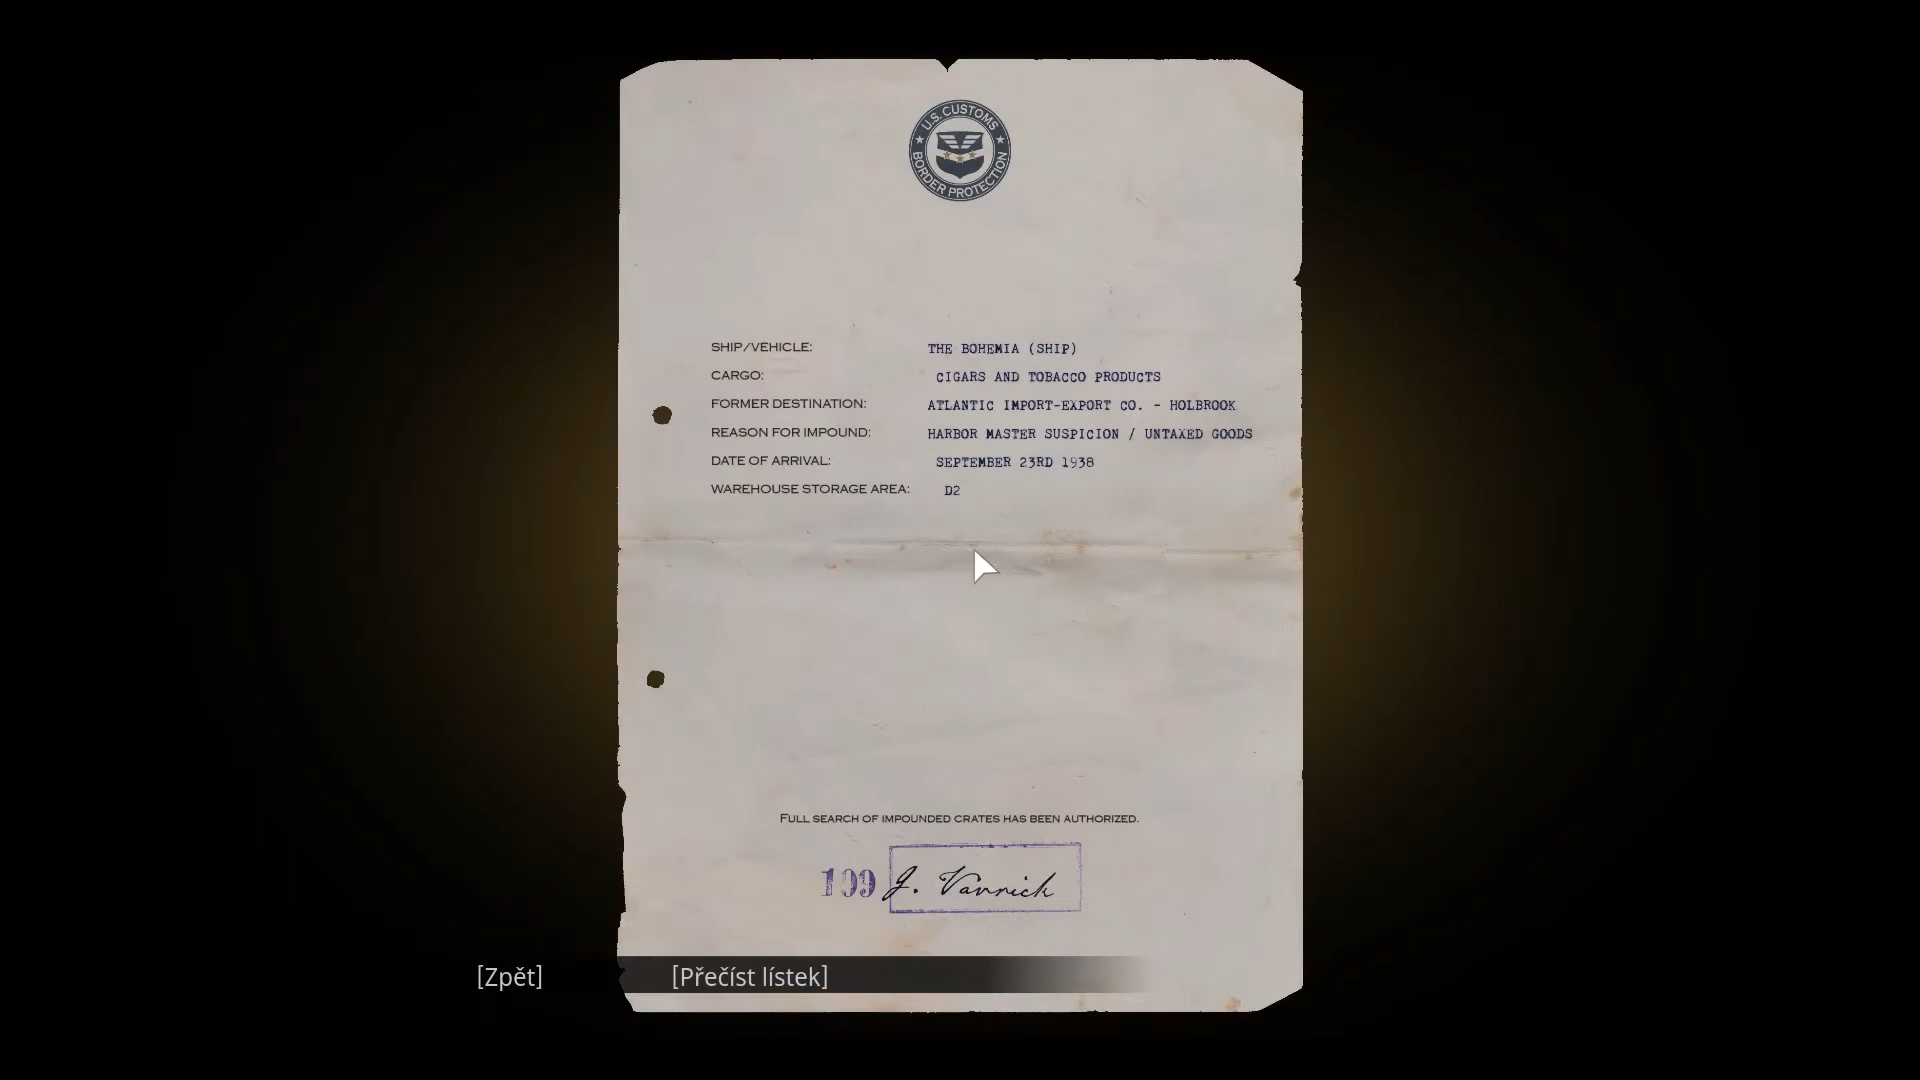 U.S. CUSTOMS
BORDER PROTECTION
SHIP/VEHICLE: THE BOHEMIA (SHIP)
CARGO: CIGARS AND TOBACCO PRODUCTS
FORMER DESTINATION: ATLANTIC IMPORT-EXPORT CO. - HOLBROOK
REASON FOR IMPOUND: HARBOR MASTER SUSPICION / UNTAXED GOODS
DATE OF ARRIVAL: SEPTEMBER 23RD 1938
WAREHOUSE STORAGE AREA: D2
FULL SEARCH OF IMPOUNDED CRATES HAS BEEN AUTHORIZED.
199 J. Varrick
[Zpět] [Přečíst lístek]